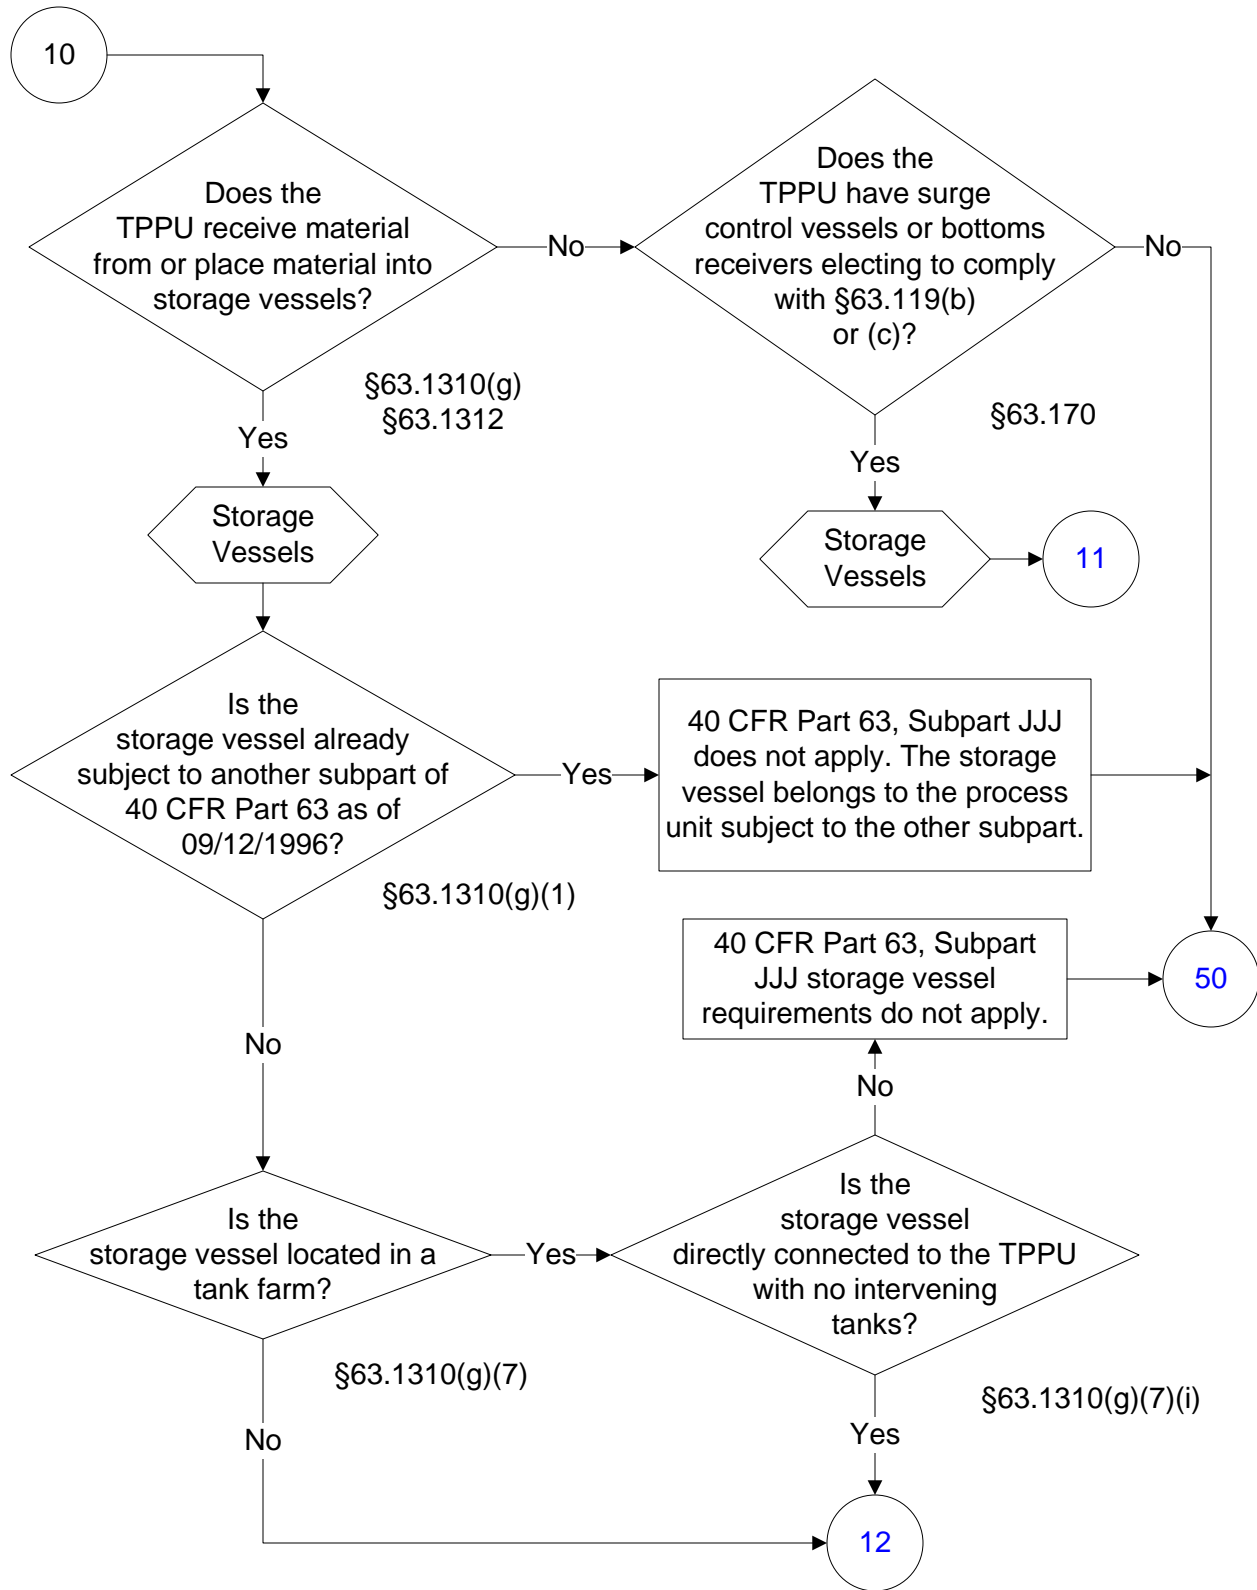 10
Does the
TPPU receive material
from or place material into
storage vessels?
No
Does the
TPPU have surge
control vessels or bottoms
receivers electing to comply
with §63.119(b)
or (c)?
No
§63.1310(g)
§63.1312
Yes
§63.170
Yes
Storage
Vessels
Storage
Vessels
11
Is the
storage vessel already
subject to another subpart of
40 CFR Part 63 as of
09/12/1996?
Yes
40 CFR Part 63, Subpart JJJ
does not apply. The storage
vessel belongs to the process
unit subject to the other subpart.
§63.1310(g)(1)
40 CFR Part 63, Subpart
JJJ storage vessel
requirements do not apply.
50
No
No
Is the
storage vessel located in a
tank farm?
Yes
Is the
storage vessel
directly connected to the TPPU
with no intervening
tanks?
§63.1310(g)(7)
§63.1310(g)(7)(i)
No
Yes
12